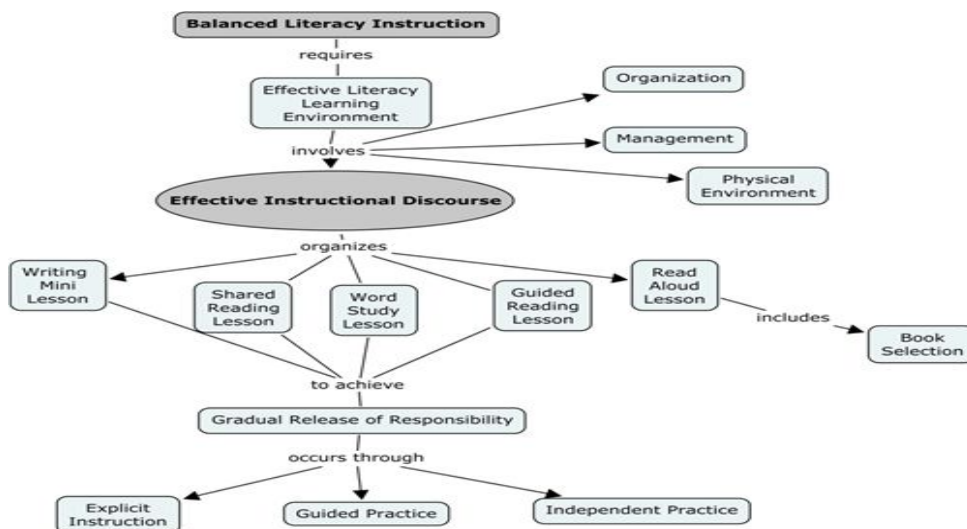 Balanced Literacy Instruction
requires
Effective Literacy
Learning
Environment
Organization
involves
Management
Physical
Environment
Effective Instructional Discourse
organizes
Writing
Mini
Lesson
Shared
Reading
Lesson
Word
Study
Lesson
Guided
Reading
Lesson
Read
Aloud
Lesson
includes
Book
Selection
to achieve
Gradual Release of Responsibility
occurs through
Explicit
Instruction
Guided Practice
Independent Practice